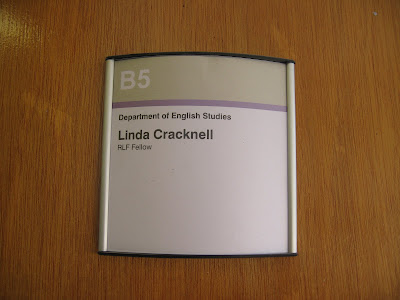 B5
Department of English Studies
Linda Cracknell
RLF Fellow